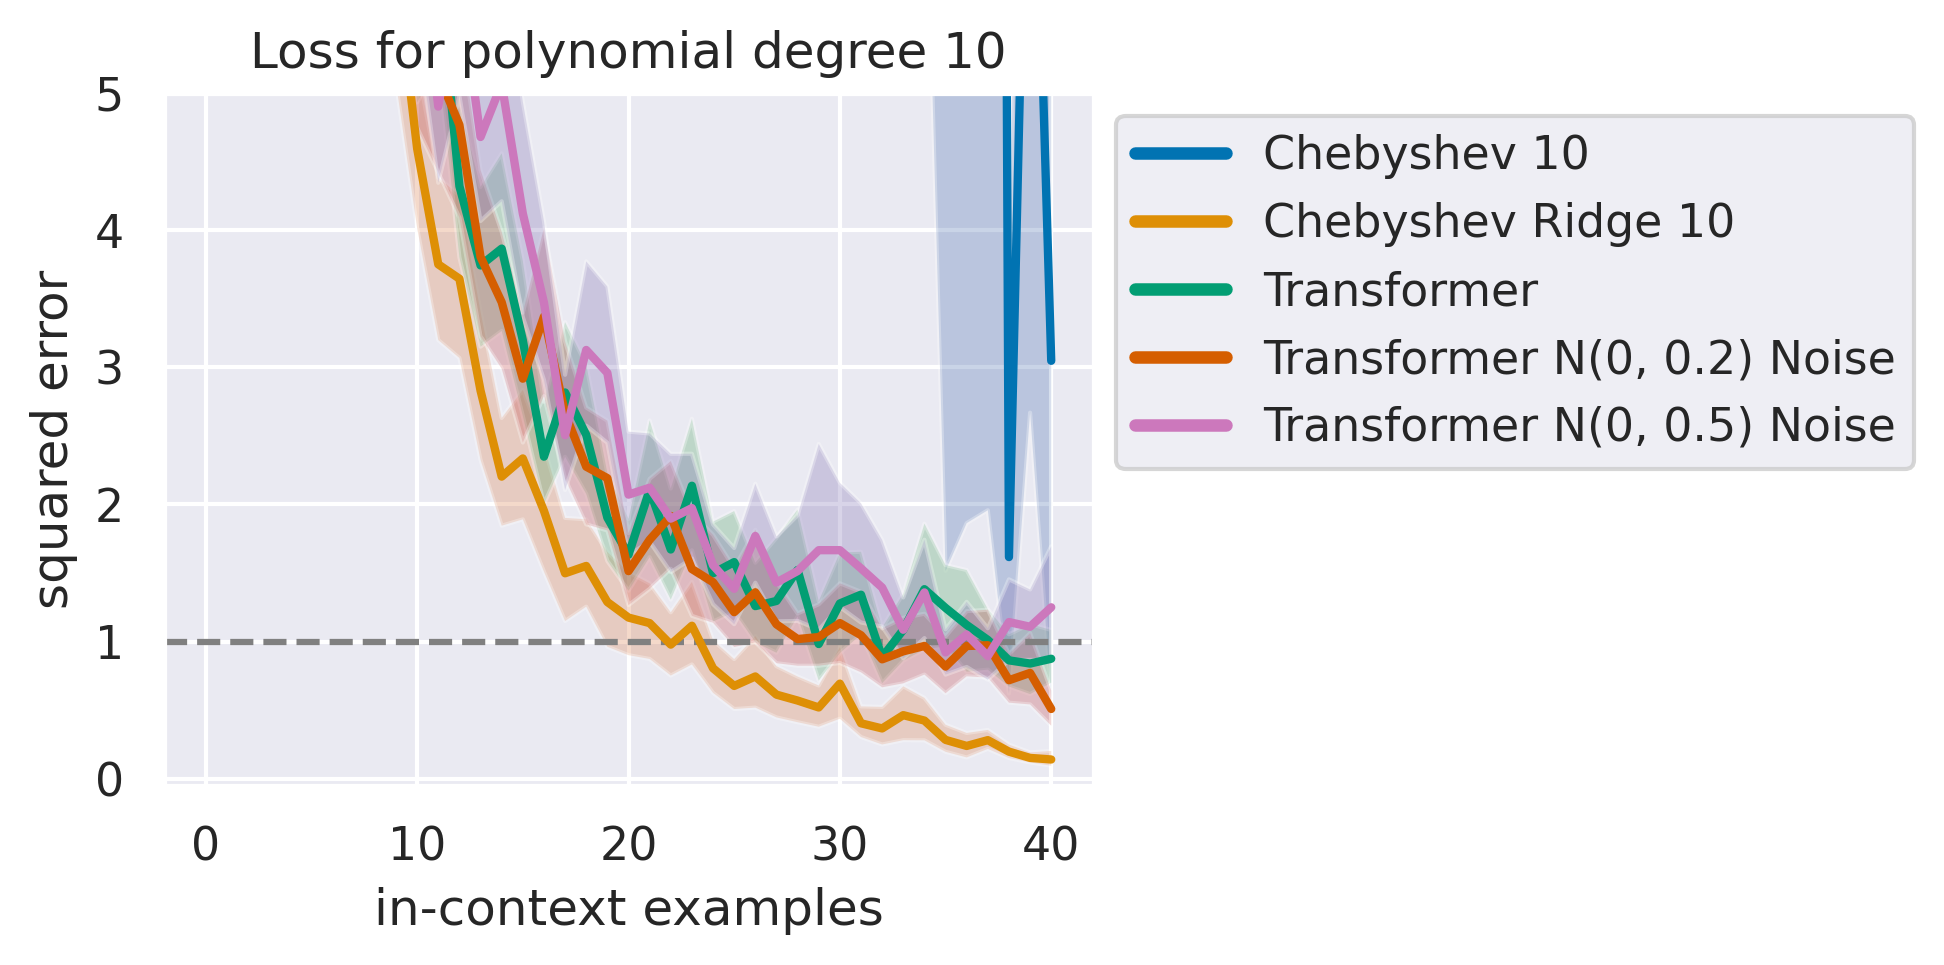 Loss for polynomial degree 10
5
4
3
2
1
0
squared error
0 10 20 30 40
in-context examples
Chebyshev 10
Chebyshev Ridge 10
Transformer
Transformer N(0, 0.2) Noise
Transformer N(0, 0.5) Noise